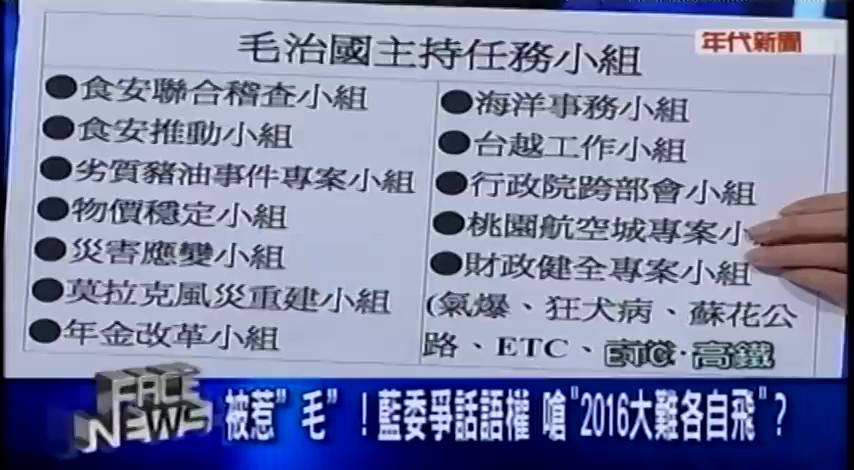 毛治國主持任務小組
年代新聞
●食安聯合稽查小組
●食安推動小組
●劣質豬油事件專案小組
●物價穩定小組
●災害應變小組
●莫拉克風災重建小組
●年金改革小組
●海洋事務小組
●台越工作小組
●行政院跨部會小組
●桃園航空城專案小
●財政健全專案小組
(氣爆、狂犬病、蘇花公
路、ETC、
ETC·高鐵
FACE NEWS
被惹”毛”！藍委爭話語權 嗆"2016大難各自飛"？